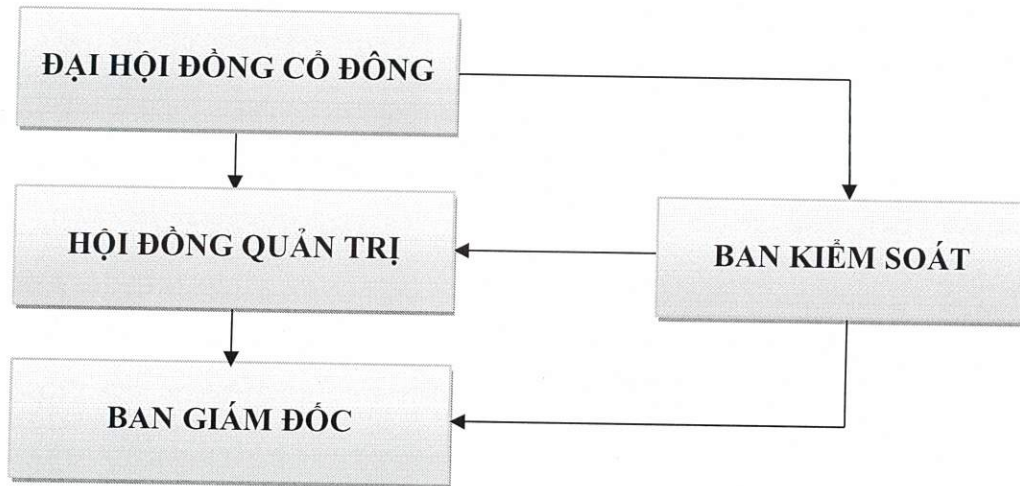 ĐẠI HỘI ĐỒNG CỔ ĐÔNG
HỘI ĐỒNG QUẢN TRỊ
BAN KIỂM SOÁT
BAN GIÁM ĐỐC